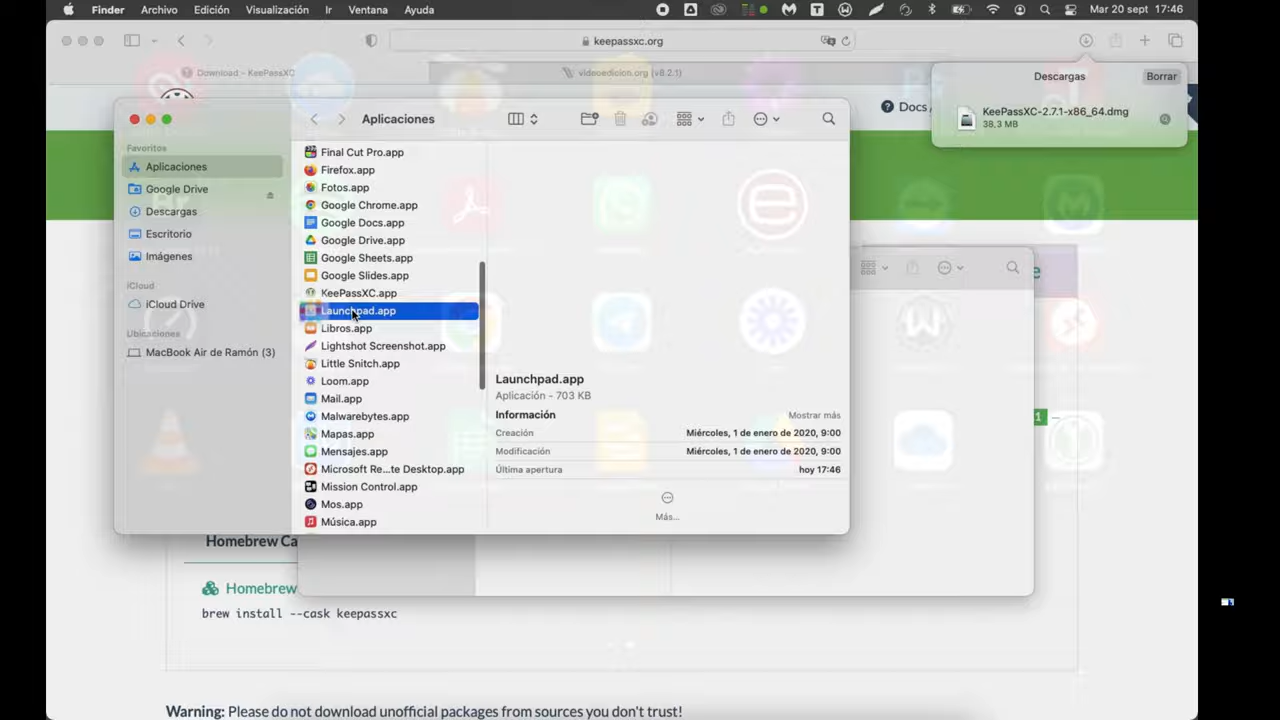 Finder Archivo Edición Visualización Ir Ventana Ayuda
Mar 20 sept 17:46
keepassxc.org
Download – KeePassXC
videoedicion.org (v8.2.1)
Descargas
Borrar
KeePassXC-2.7.1-x86_64.dmg
38,3 MB
Docs
Aplicaciones
Favoritos
Aplicaciones
Google Drive
Descargas
Escritorio
Imágenes
iCloud
iCloud Drive
Ubicaciones
MacBook Air de Ramón (3)
Final Cut Pro.app
Firefox.app
Fotos.app
Google Chrome.app
Google Docs.app
Google Drive.app
Google Sheets.app
Google Slides.app
KeePassXC.app
Launchpad.app
Libros.app
Lightshot Screenshot.app
Little Snitch.app
Loom.app
Mail.app
Malwarebytes.app
Mapas.app
Mensajes.app
Microsoft Re...te Desktop.app
Mission Control.app
Mos.app
Música.app
Launchpad.app
Aplicación - 703 KB
Información
Mostrar más
Creación
Miércoles, 1 de enero de 2020, 9:00
Modificación
Miércoles, 1 de enero de 2020, 9:00
Última apertura
hoy 17:46
Más...
e
1
Homebrew Ca
Homebrew
brew install --cask keepassxc
Warning: Please do not download unofficial packages from sources you don't trust!